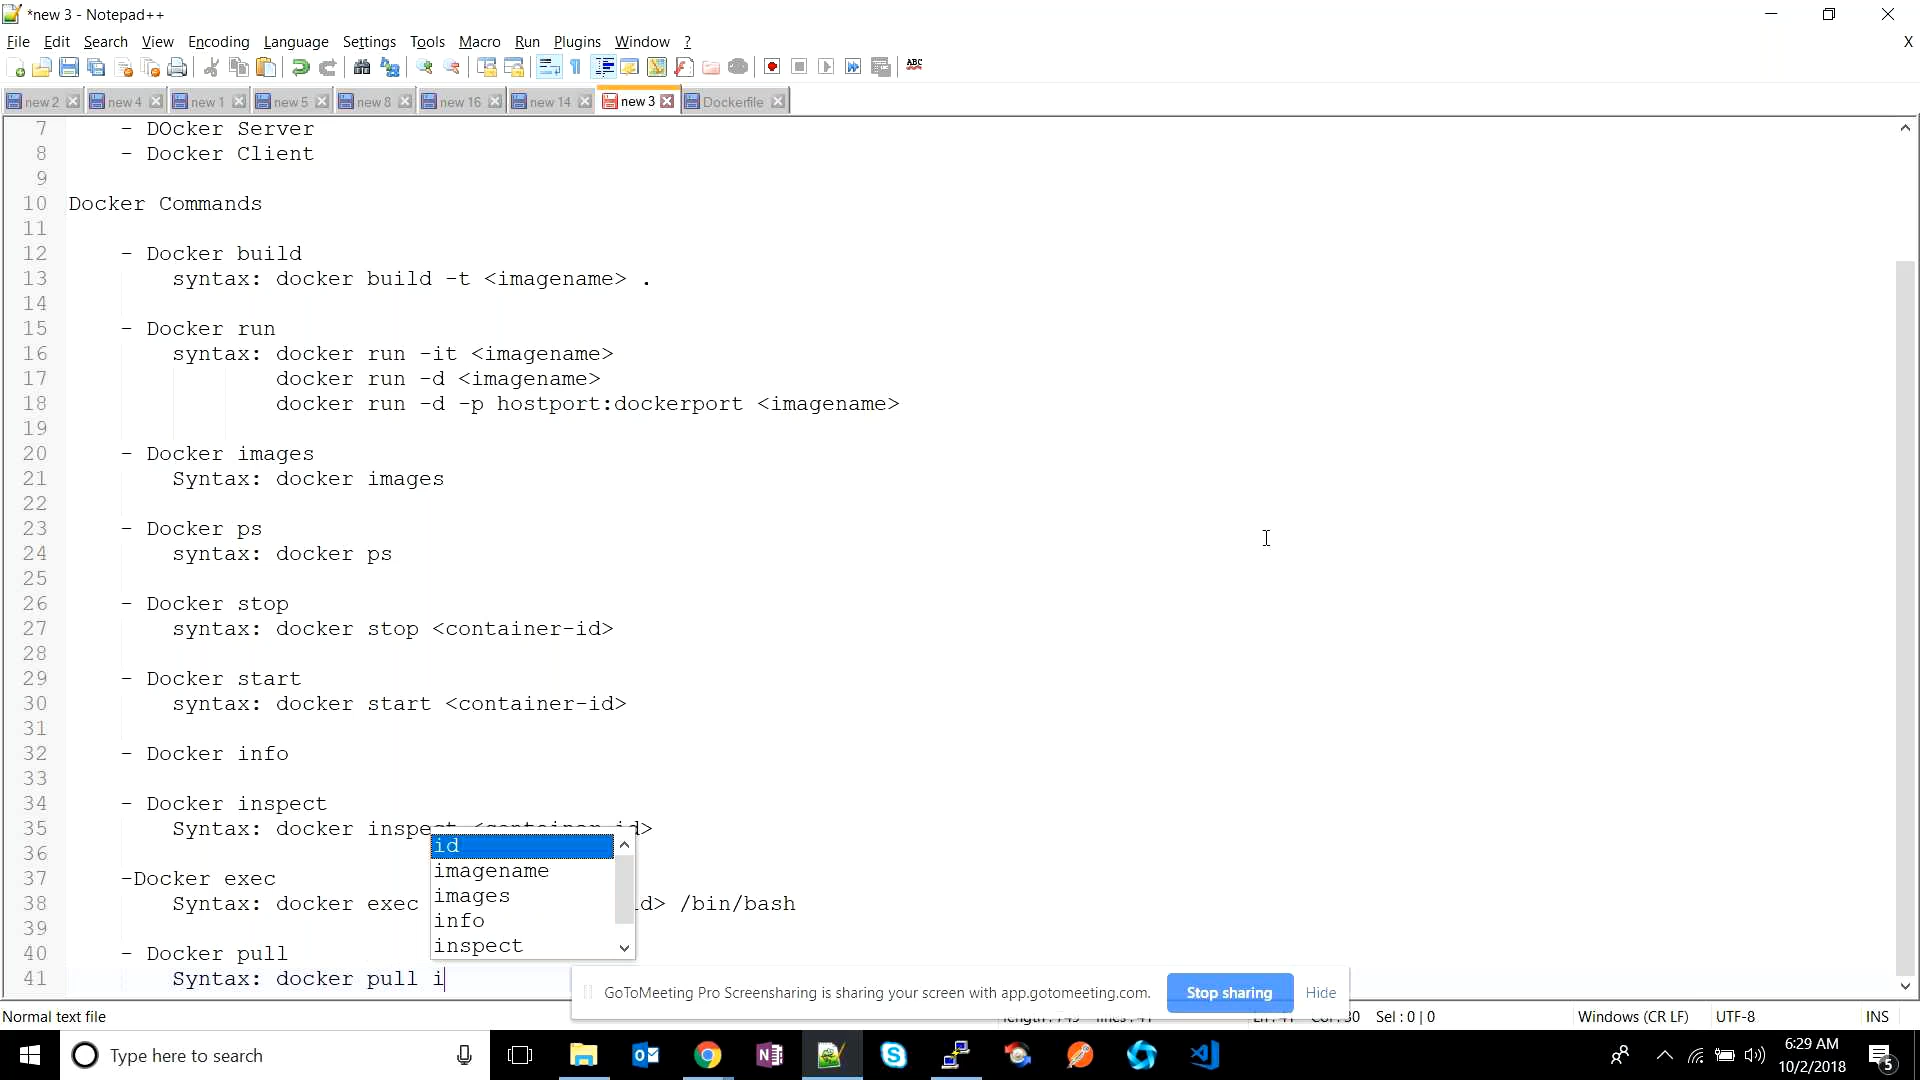 *new 3 - Notepad++
File Edit Search View Encoding Language Settings Tools Macro Run Plugins Window ?
X
ABC
new 2 new 4 new 1 new 5 new 8 new 16 new 14 new 3 Dockerfile
7 - DOcker Server
8 - Docker Client
9
10 Docker Commands
11
12 - Docker build
13 syntax: docker build -t <imagename> .
14
15 - Docker run
16 syntax: docker run -it <imagename>
17 docker run -d <imagename>
18 docker run -d -p hostport:dockerport <imagename>
19
20 - Docker images
21 Syntax: docker images
22
23 - Docker ps
24 syntax: docker ps
25
26 - Docker stop
27 syntax: docker stop <container-id>
28
29 - Docker start
30 syntax: docker start <container-id>
31
32 - Docker info
33
34 - Docker inspect
35 Syntax: docker inspect <container-id>
id
36
imagename
37 -Docker exec
images
38 Syntax: docker exec id> /bin/bash
info
39
inspect
40 - Docker pull
41 Syntax: docker pull i
GoToMeeting Pro Screensharing is sharing your screen with app.gotomeeting.com. Stop sharing Hide
Normal text file Sel : 0 | 0 Windows (CR LF) UTF-8 INS
Type here to search
6:29 AM
10/2/2018
5